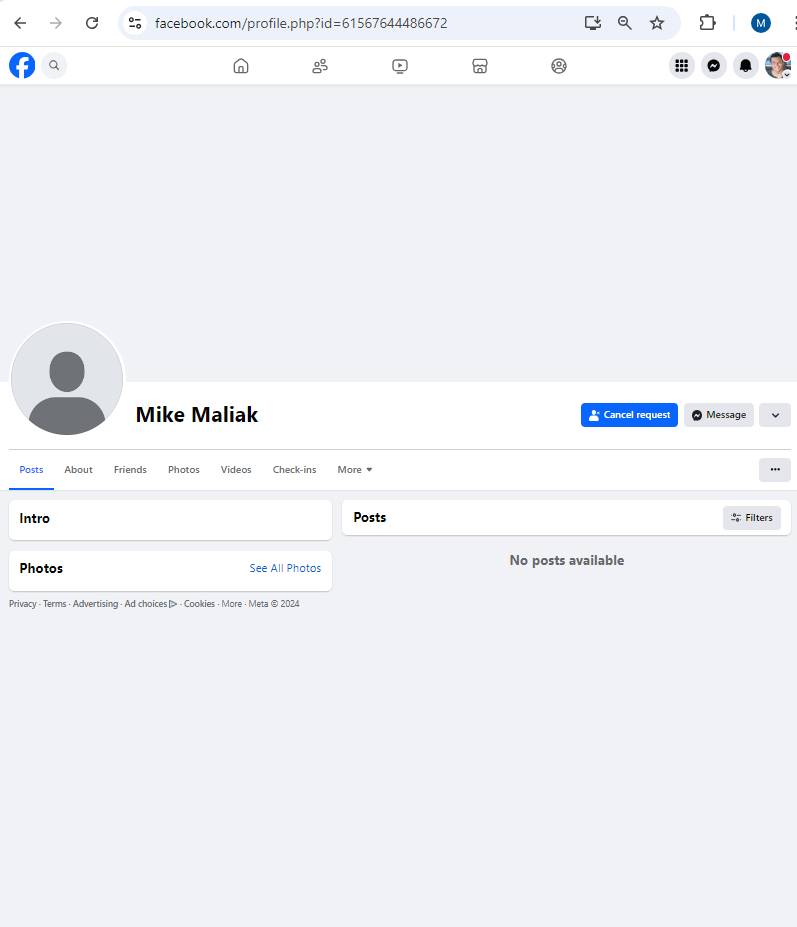 facebook.com/profile.php?id=61567644486672
M
Mike Maliak
Cancel request
Message
Posts
About
Friends
Photos
Videos
Check-ins
More
Intro
Photos
See All Photos
Privacy · Terms · Advertising · Ad choices · Cookies · More · Meta © 2024
Posts
Filters
No posts available